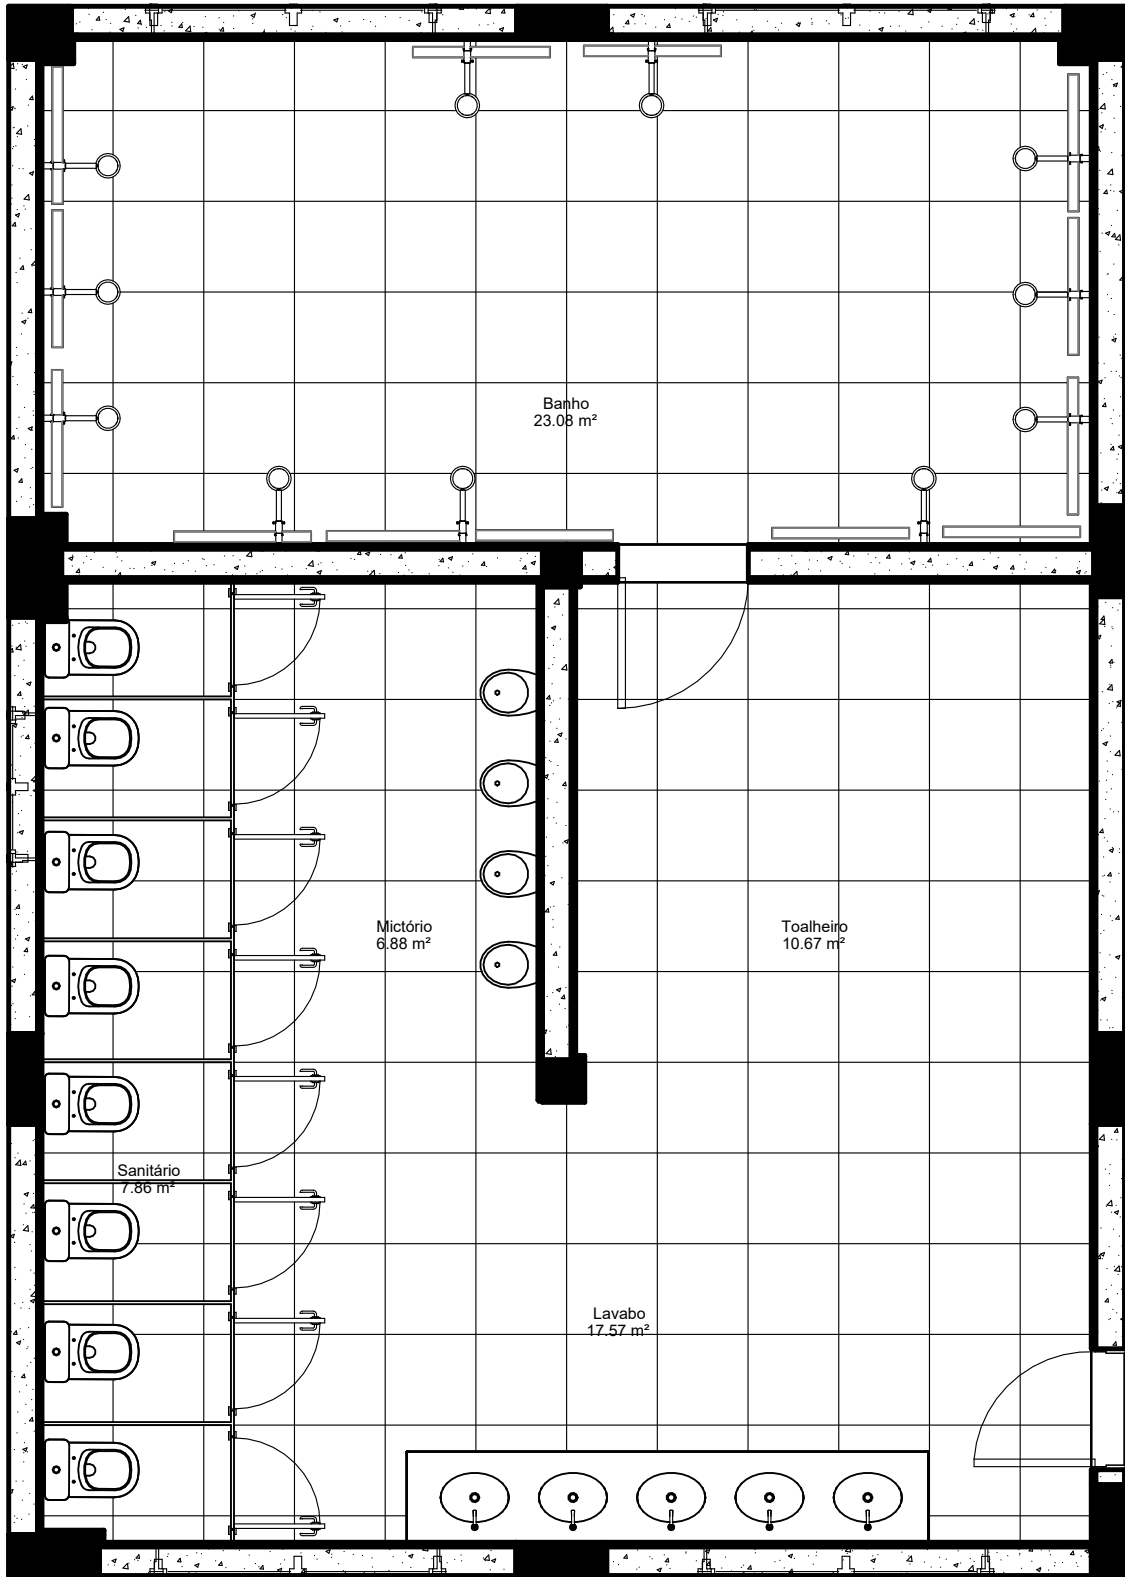 Banho
23.08 m²
Mictório
6.88 m²
Toalheiro
10.67 m²
Sanitário
7.86 m²
Lavabo
17.57 m²